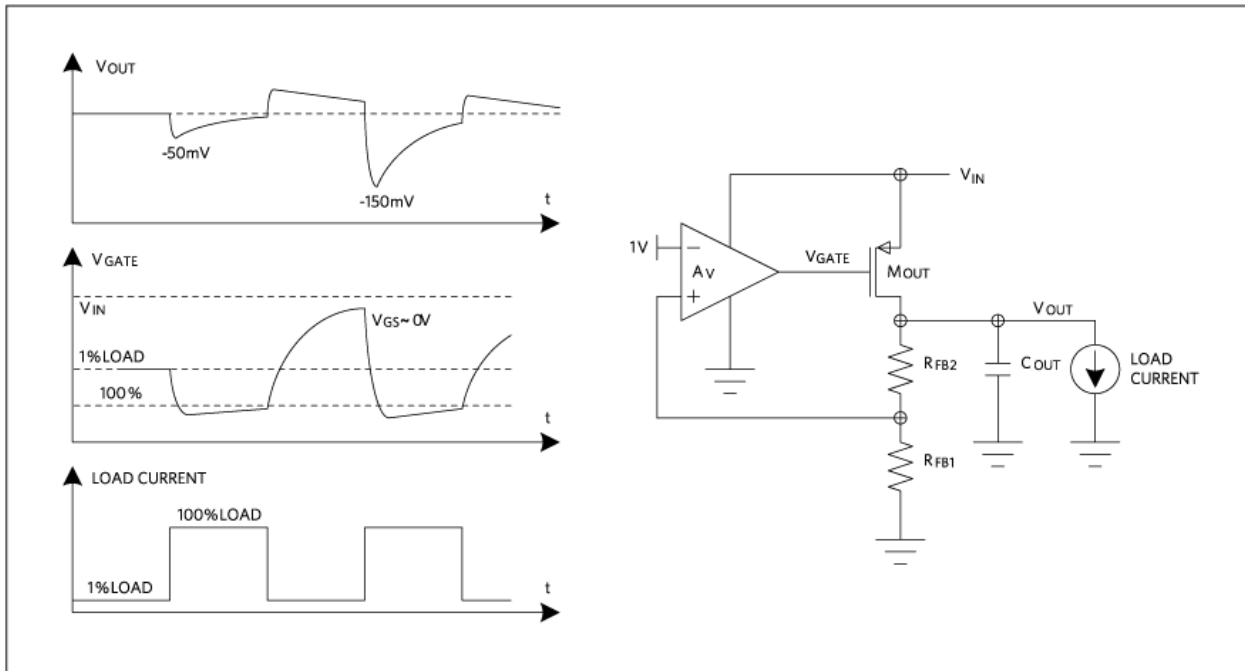 VOUT
-50mV
-150mV
t
VGATE
VIN
VGS~0V
1%LOAD
100%
t
LOAD CURRENT
100%LOAD
1%LOAD
t
VIN
1V
−
AV
+
VGATE
MOUT
VOUT
RFB2
COUT
LOAD
CURRENT
RFB1